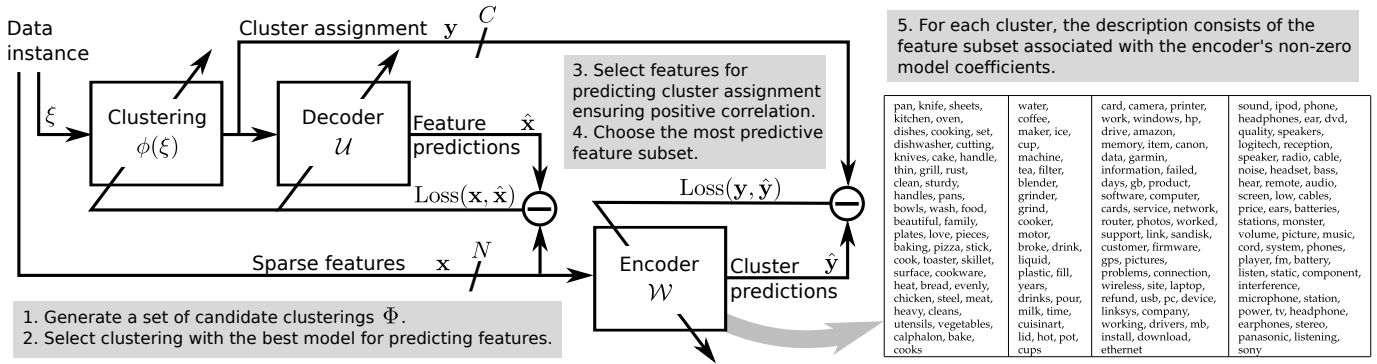 Data
instance
ξ
Clustering
ϕ(ξ)
Cluster assignment y
C
Decoder
𝒰
Feature x̂
predictions
Loss(x, x̂)
−
Sparse features x
N
3. Select features for
predicting cluster assignment
ensuring positive correlation.
4. Choose the most predictive
feature subset.
Loss(y, ŷ)
−
Encoder
𝒲
Cluster ŷ
predictions
1. Generate a set of candidate clusterings Φ.
2. Select clustering with the best model for predicting features.
5. For each cluster, the description consists of the
feature subset associated with the encoder's non-zero
model coefficients.
pan, knife, sheets,
kitchen, oven,
dishes, cooking, set,
dishwasher, cutting,
knives, cake, handle,
thin, grill, rust,
clean, sturdy,
handles, pans,
bowls, wash, food,
beautiful, family,
plates, love, pieces,
baking, pizza, stick,
cook, toaster, skillet,
surface, cookware,
heat, bread, evenly,
chicken, steel, meat,
heavy, cleans,
utensils, vegetables,
calphalon, bake,
cooks
water,
coffee,
maker, ice,
cup,
machine,
tea, filter,
blender,
grinder,
grind,
cooker,
motor,
broke, drink,
liquid,
plastic, fill,
years,
drinks, pour,
milk, time,
cuisinart,
lid, hot, pot,
cups
card, camera, printer,
work, windows, hp,
drive, amazon,
memory, item, canon,
data, garmin,
information, failed,
days, gb, product,
software, computer,
cards, service, network,
router, photos, worked,
support, link, sandisk,
customer, firmware,
gps, pictures,
problems, connection,
wireless, site, laptop,
refund, usb, pc, device,
linksys, company,
working, drivers, mb,
install, download,
ethernet
sound, ipod, phone,
headphones, ear, dvd,
quality, speakers,
logitech, reception,
speaker, radio, cable,
noise, headset, bass,
hear, remote, audio,
screen, low, cables,
price, ears, batteries,
stations, monster,
volume, picture, music,
cord, system, phones,
player, fm, battery,
listen, static, component,
interference,
microphone, station,
power, tv, headphone,
earphones, stereo,
panasonic, listening,
sony